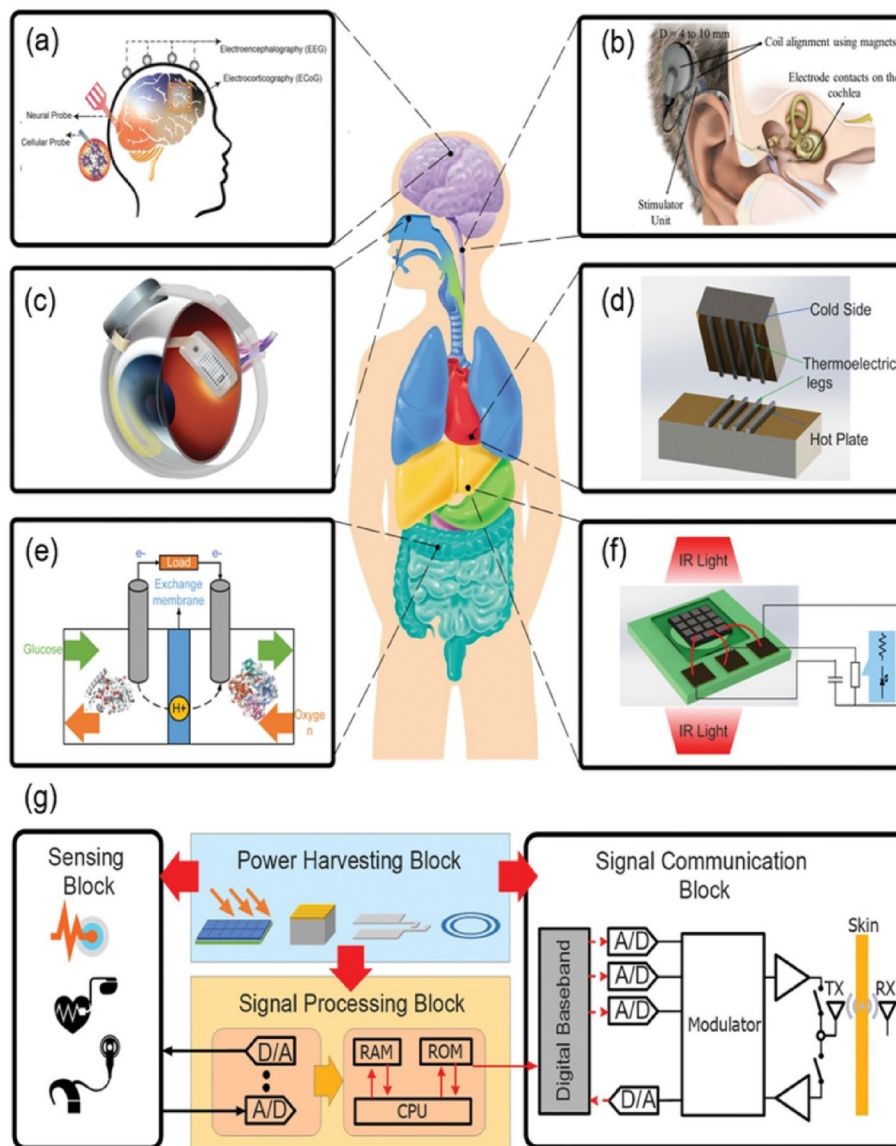 (a)
Electroencephalography (EEG)
Electrocorticography (ECoG)
Neural Probe
Cellular Probe
(b)
D = 4 to 10 mm
Coil alignment using magnets
Electrode contacts on the
cochlea
Stimulator
Unit
(c)
(d)
Cold Side
Thermoelectric
legs
Hot Plate
(e)
e-
Load
e-
Exchange
membrane
Glucose
H+
Oxyge
n
(f)
IR Light
IR Light
(g)
Sensing
Block
Power Harvesting Block
Signal Processing Block
D/A
A/D
RAM
ROM
CPU
Signal Communication
Block
Digital Baseband
A/D
A/D
A/D
D/A
Modulator
Skin
TX
RX